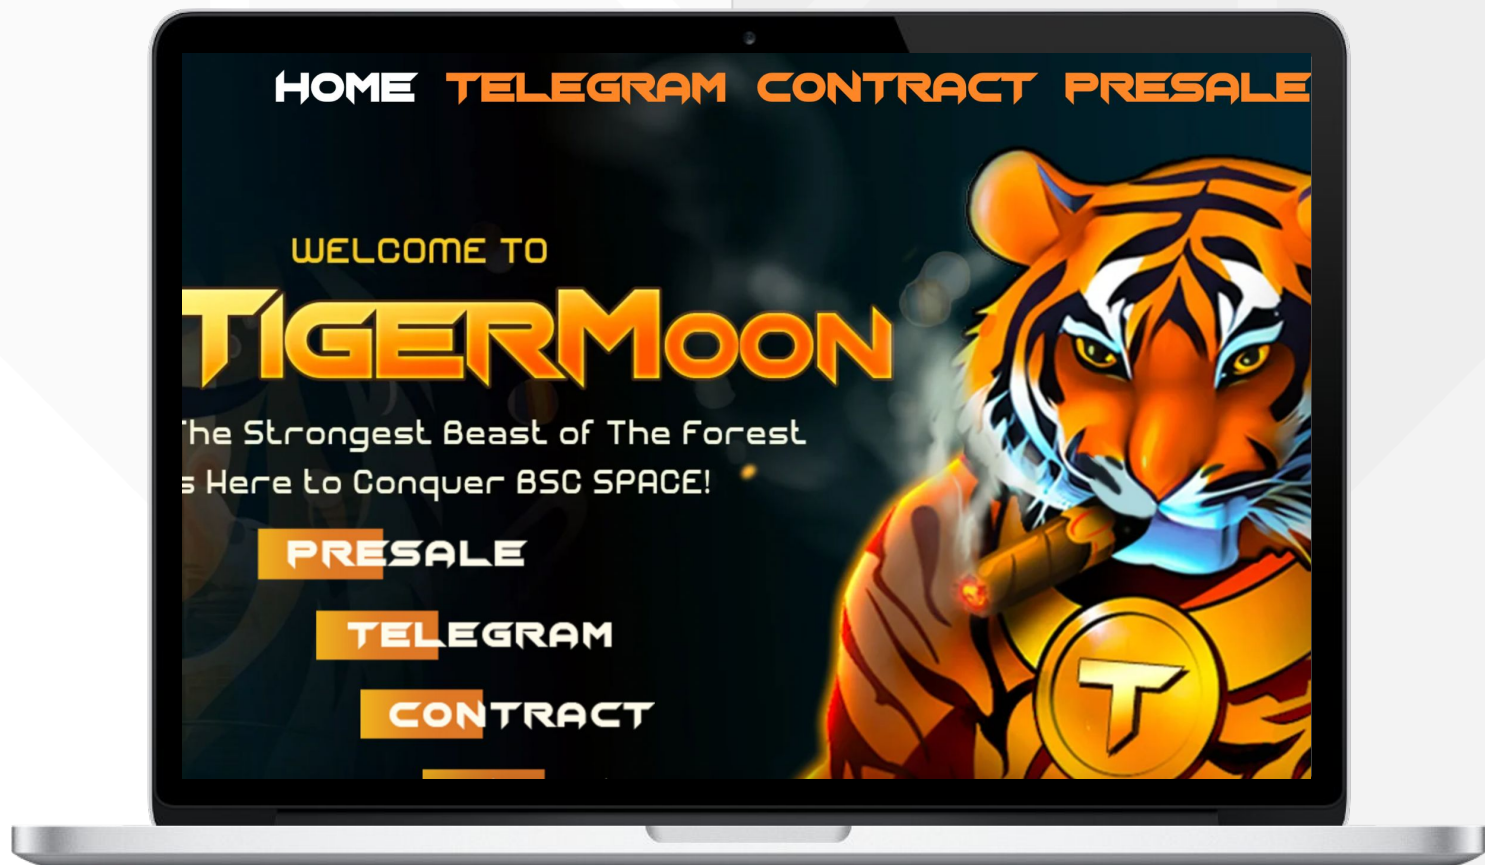 HOME TELEGRAM CONTRACT PRESALE
WELCOME TO
TIGERMOON
The Strongest Beast of The Forest
s Here to Conquer BSC SPACE!
PRESALE
TELEGRAM
CONTRACT
T